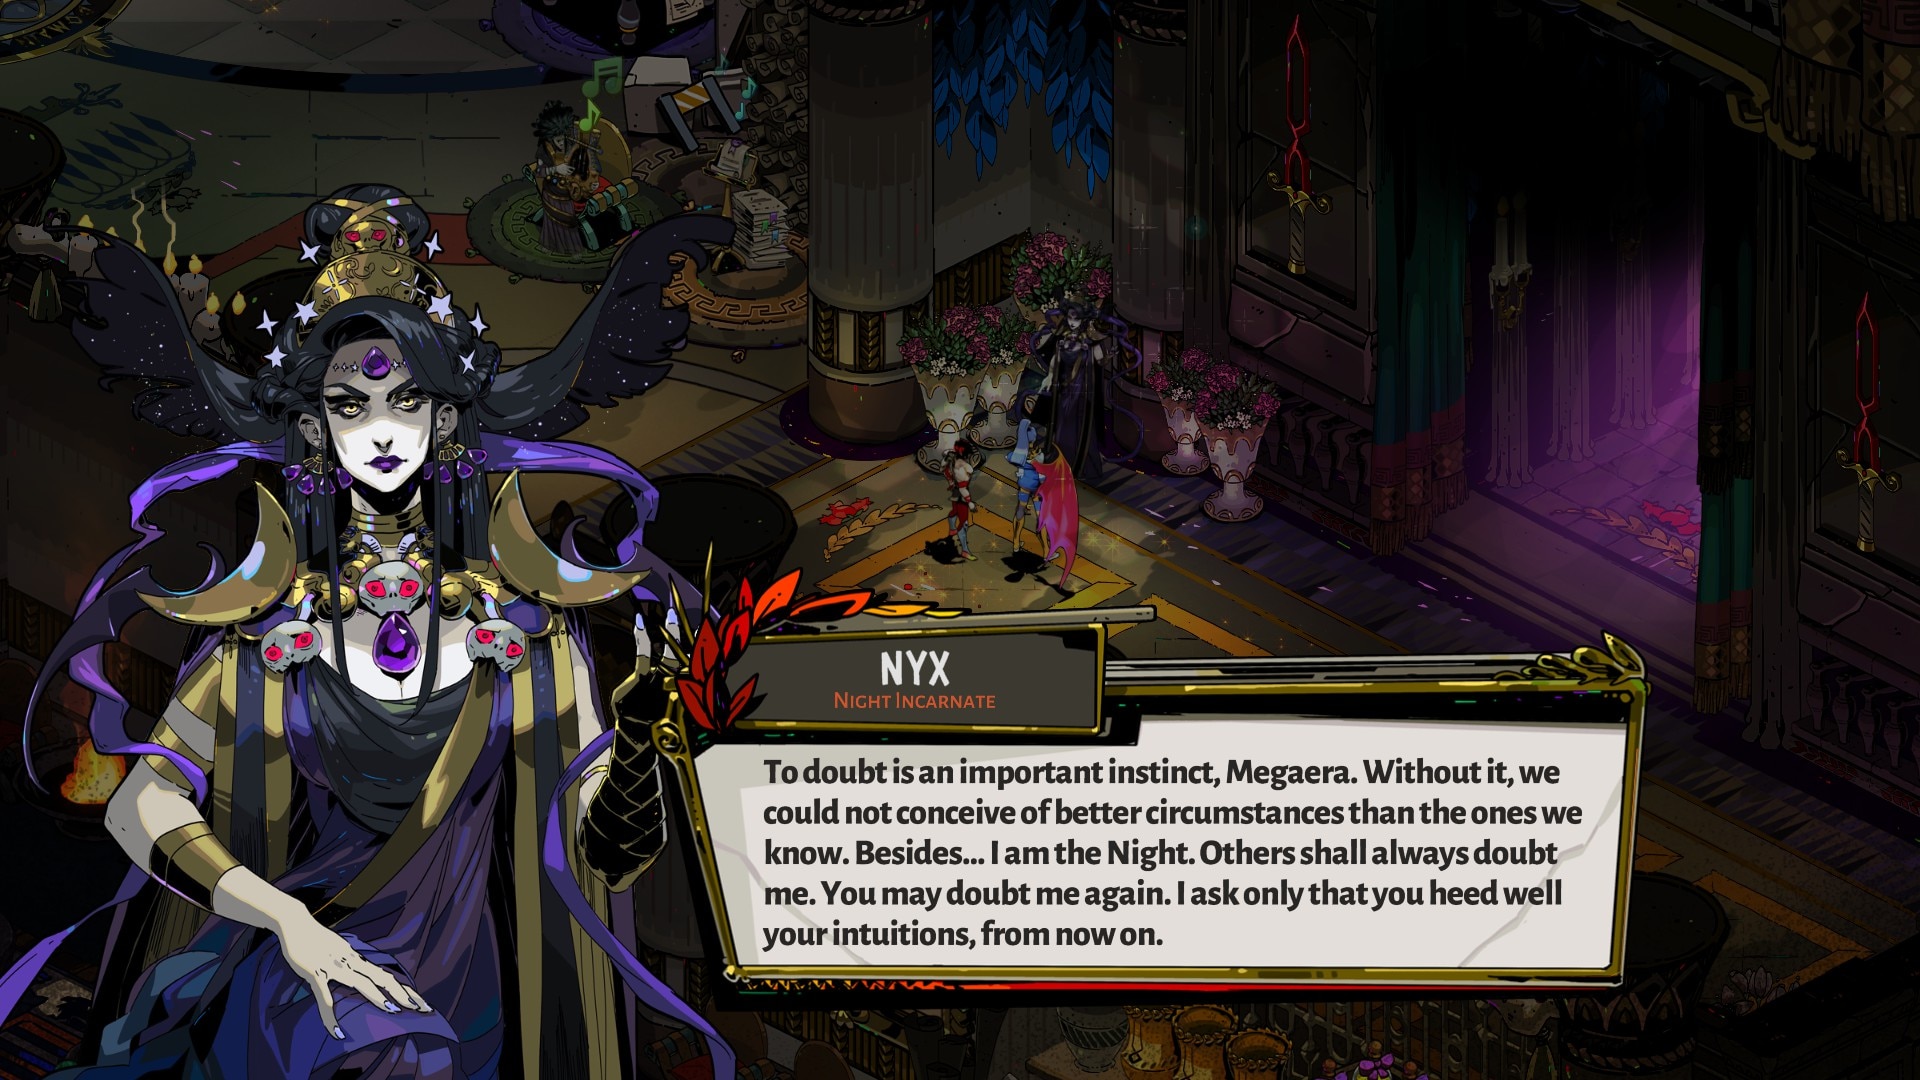 NYX
NIGHT INCARNATE
To doubt is an important instinct, Megaera. Without it, we
could not conceive of better circumstances than the ones we
know. Besides... I am the Night. Others shall always doubt
me. You may doubt me again. I ask only that you heed well
your intuitions, from now on.